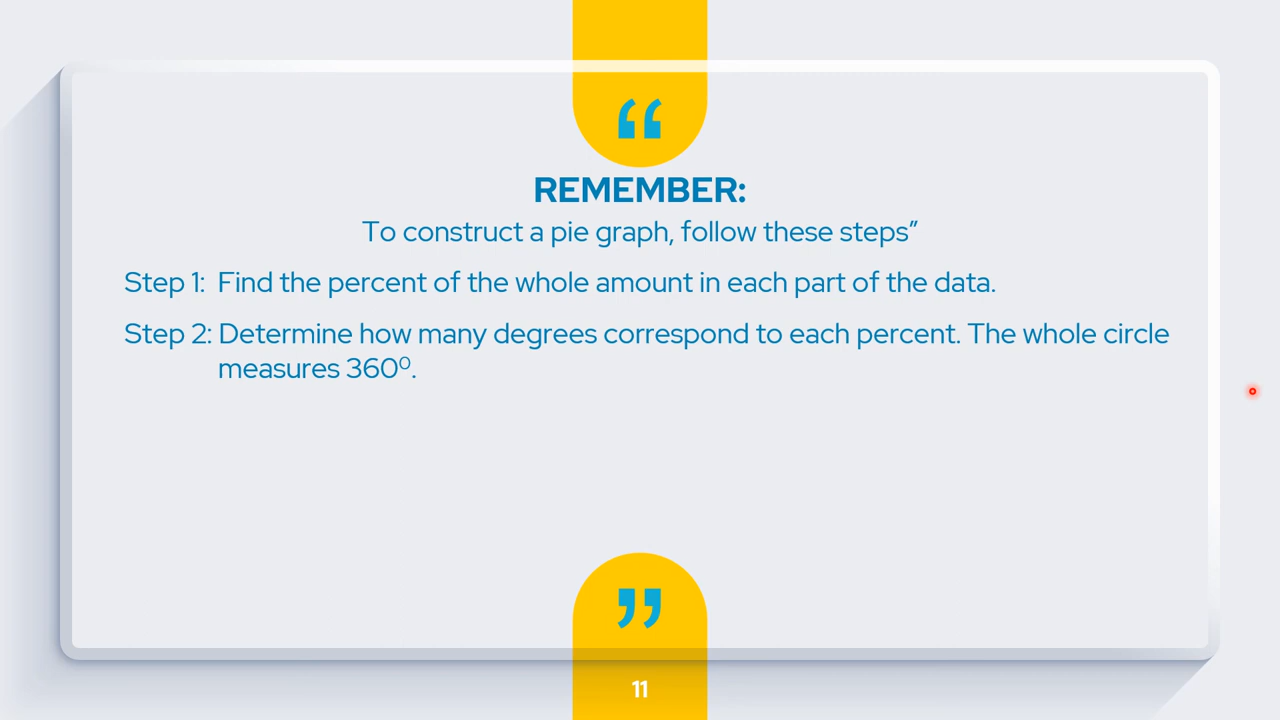 “
REMEMBER:
To construct a pie graph, follow these steps”
Step 1: Find the percent of the whole amount in each part of the data.
Step 2: Determine how many degrees correspond to each percent. The whole circle
measures 360⁰.
”
11